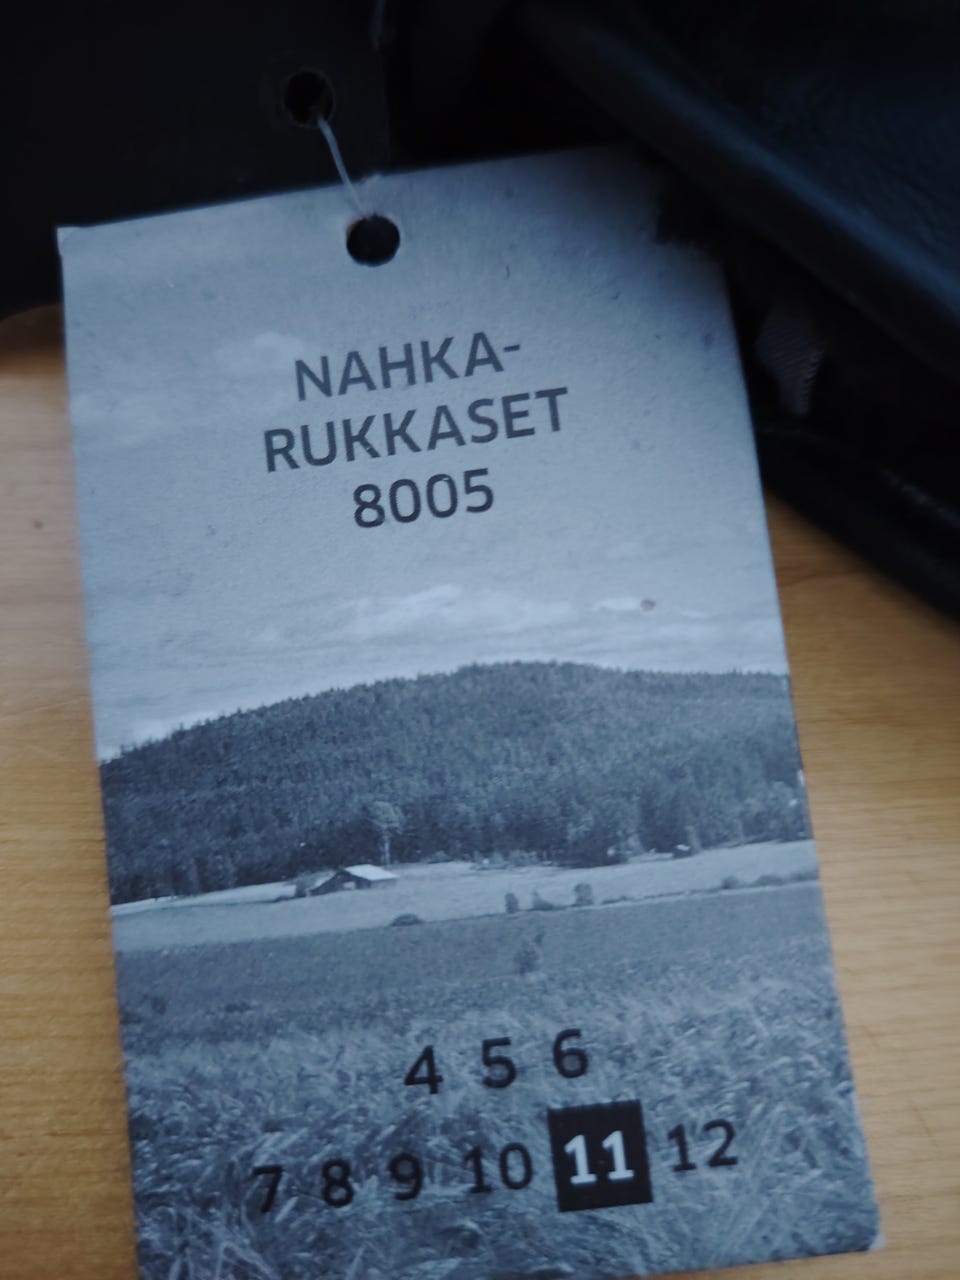 NAHKA-
RUKKASET
8005
4 5 6
7 8 9 10 11 12